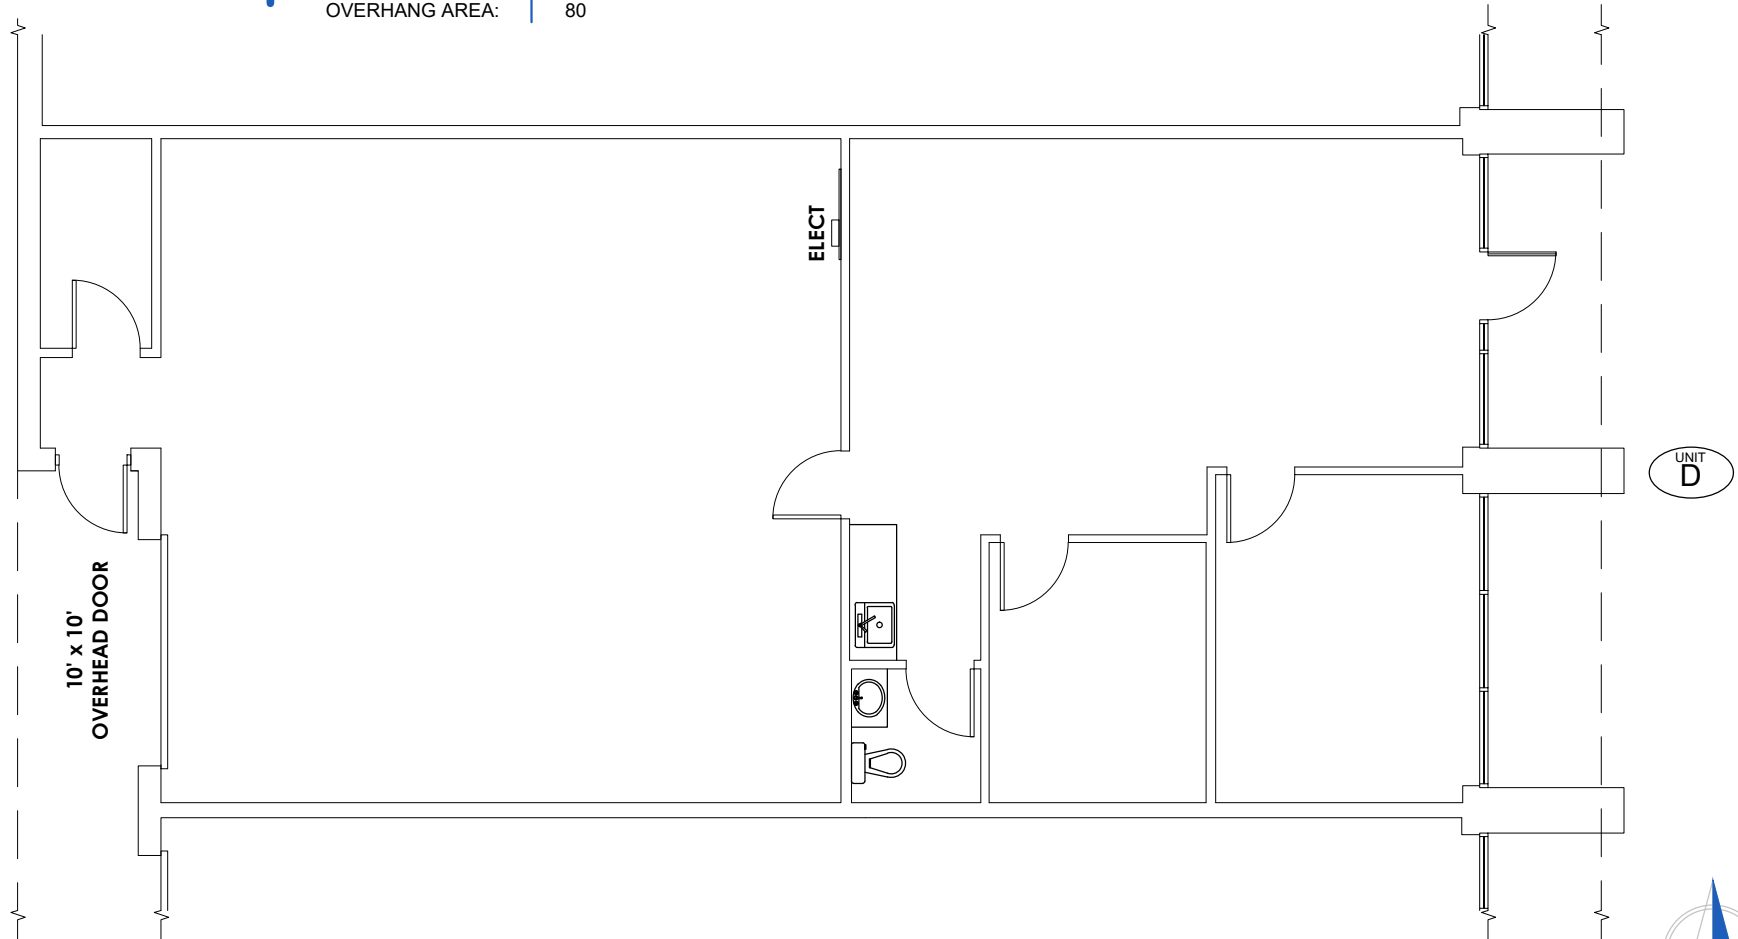 OVERHANG AREA: 80
ELECT
UNIT
D
10' x 10'
OVERHEAD DOOR